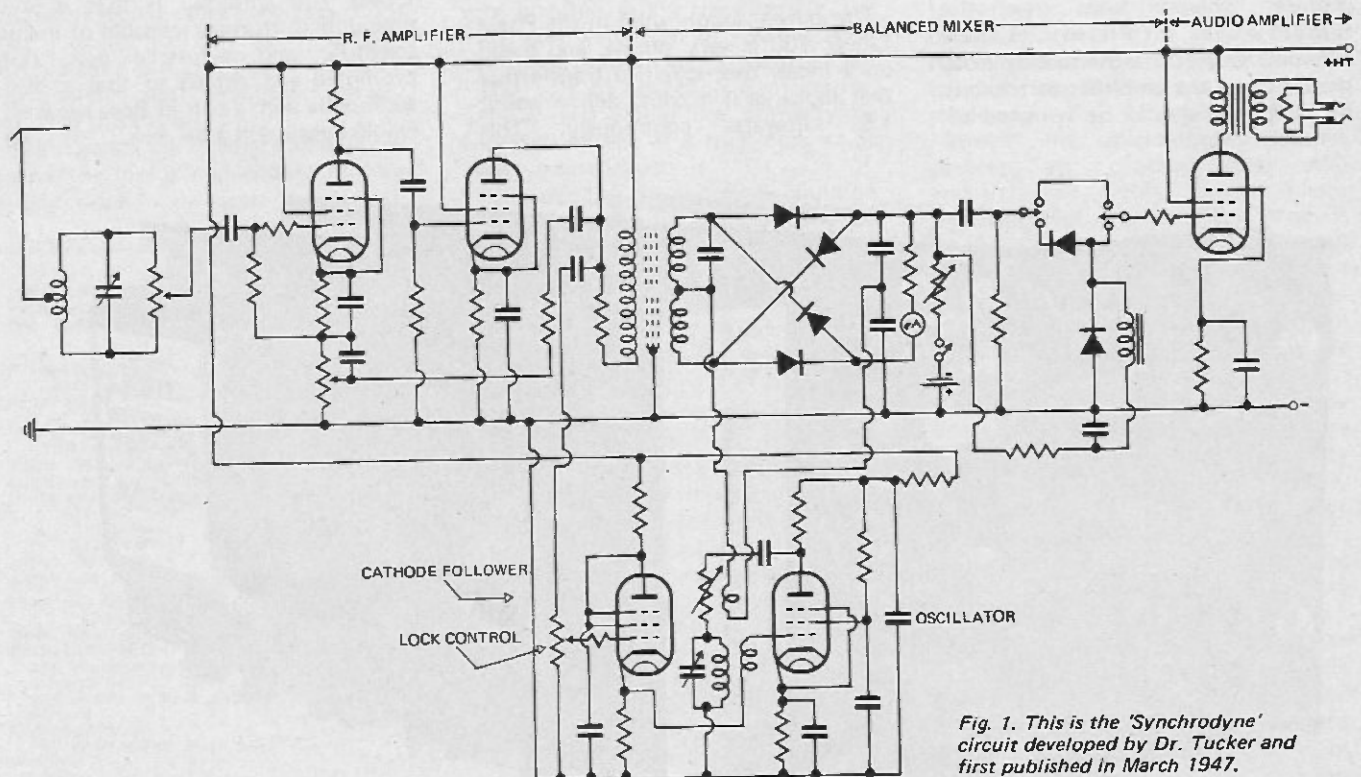 R. F. AMPLIFIER
BALANCED MIXER
AUDIO AMPLIFIER
+HT
-
+
-
CATHODE FOLLOWER
LOCK CONTROL
OSCILLATOR
Fig. 1. This is the 'Synchrodyne'
circuit developed by Dr. Tucker and
first published in March 1947.